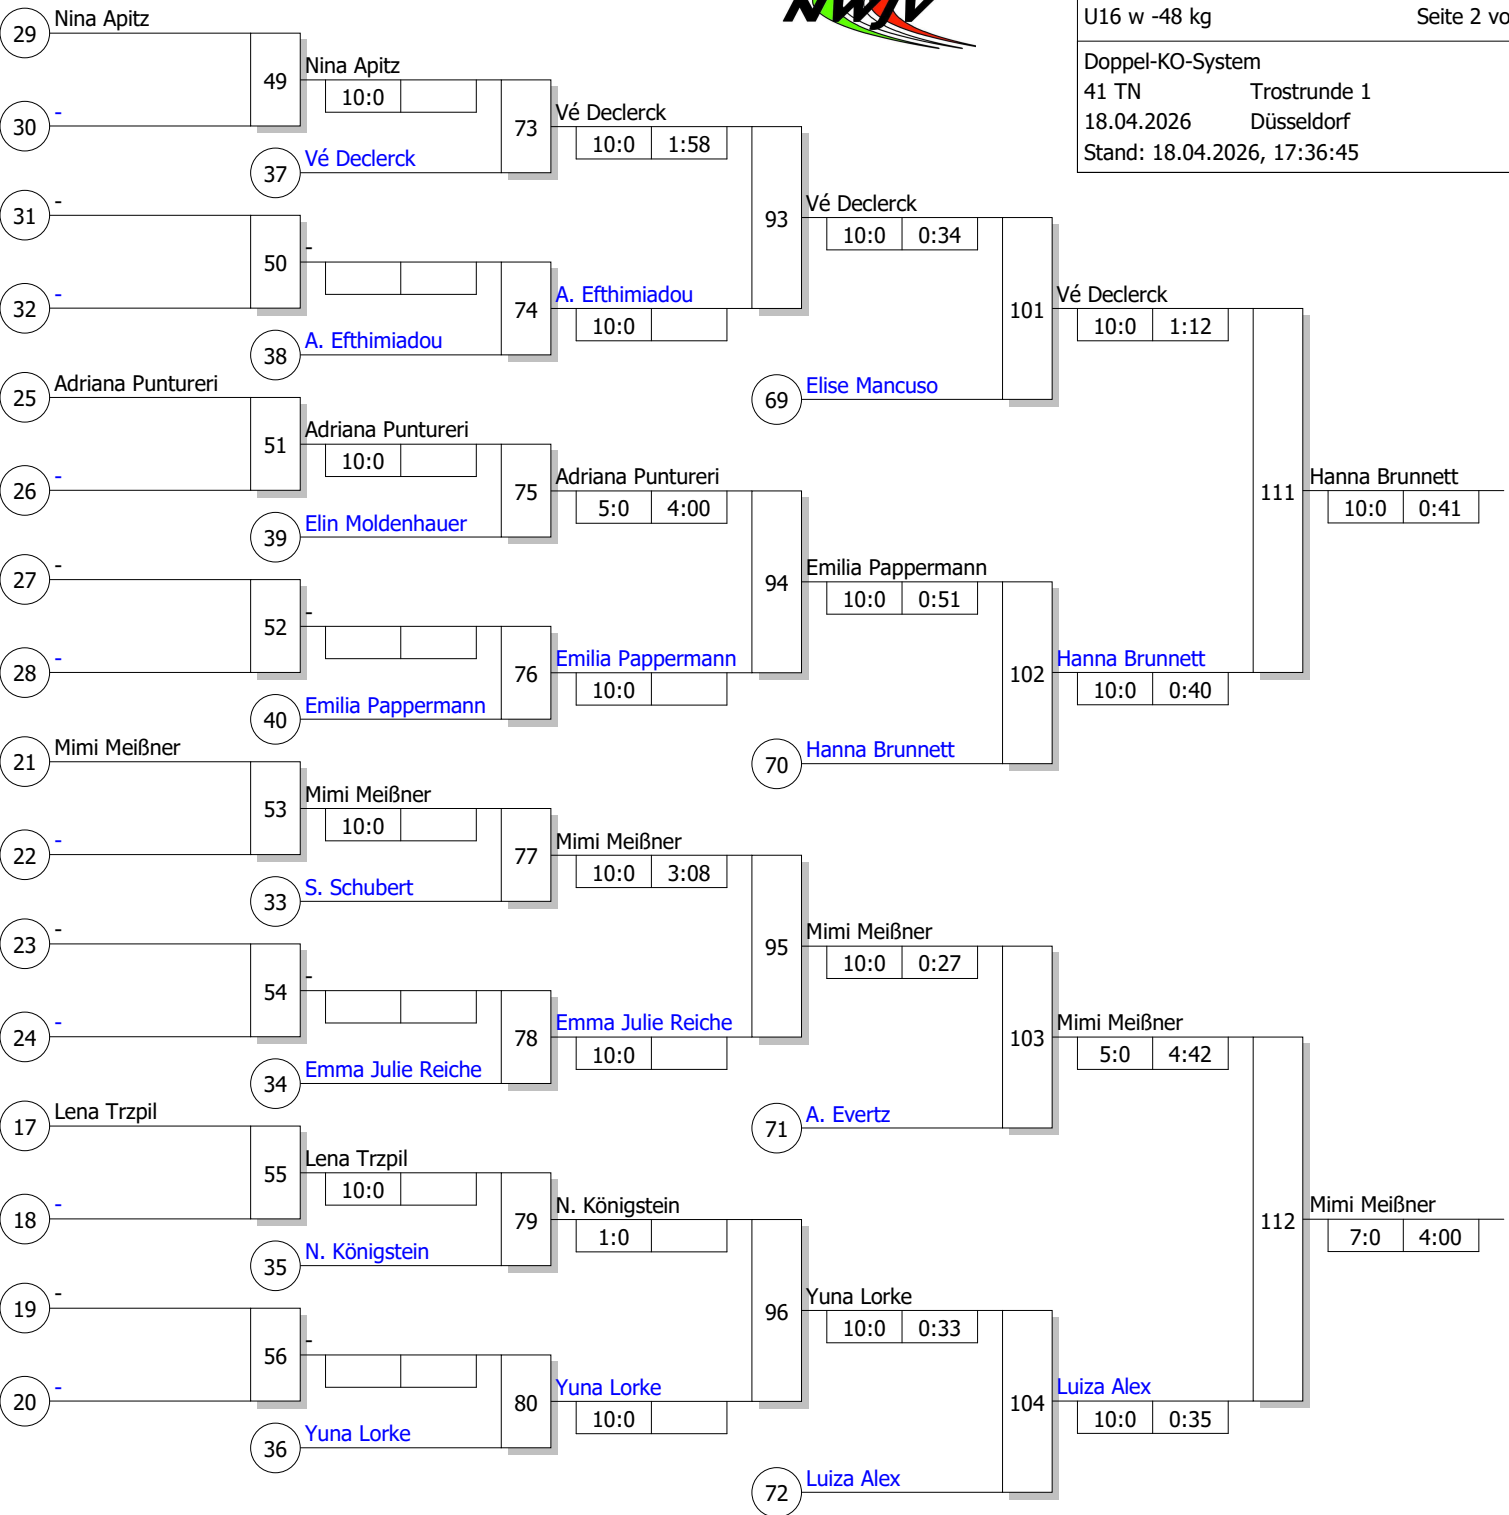 NWJV
U16 w -48 kg Seite 2 vo
Doppel-KO-System
41 TN Trostrunde 1
18.04.2026 Düsseldorf
Stand: 18.04.2026, 17:36:45
29 Nina Apitz
49 Nina Apitz
10:0
30 -
73 Vé Declerck
10:0 1:58
37 Vé Declerck
31 -
93 Vé Declerck
10:0 0:34
50 -
32 -
74 A. Efthimiadou
10:0
38 A. Efthimiadou
101 Vé Declerck
10:0 1:12
25 Adriana Puntureri
69 Elise Mancuso
51 Adriana Puntureri
10:0
26 -
75 Adriana Puntureri
5:0 4:00
39 Elin Moldenhauer
111 Hanna Brunnett
10:0 0:41
27 -
94 Emilia Pappermann
10:0 0:51
52 -
28 -
76 Emilia Pappermann
10:0
40 Emilia Pappermann
102 Hanna Brunnett
10:0 0:40
21 Mimi Meißner
70 Hanna Brunnett
53 Mimi Meißner
10:0
22 -
77 Mimi Meißner
10:0 3:08
33 S. Schubert
23 -
95 Mimi Meißner
10:0 0:27
54 -
24 -
78 Emma Julie Reiche
10:0
34 Emma Julie Reiche
103 Mimi Meißner
5:0 4:42
17 Lena Trzpil
71 A. Evertz
55 Lena Trzpil
10:0
18 -
79 N. Königstein
1:0
35 N. Königstein
112 Mimi Meißner
7:0 4:00
19 -
96 Yuna Lorke
10:0 0:33
56 -
20 -
80 Yuna Lorke
10:0
36 Yuna Lorke
104 Luiza Alex
10:0 0:35
72 Luiza Alex